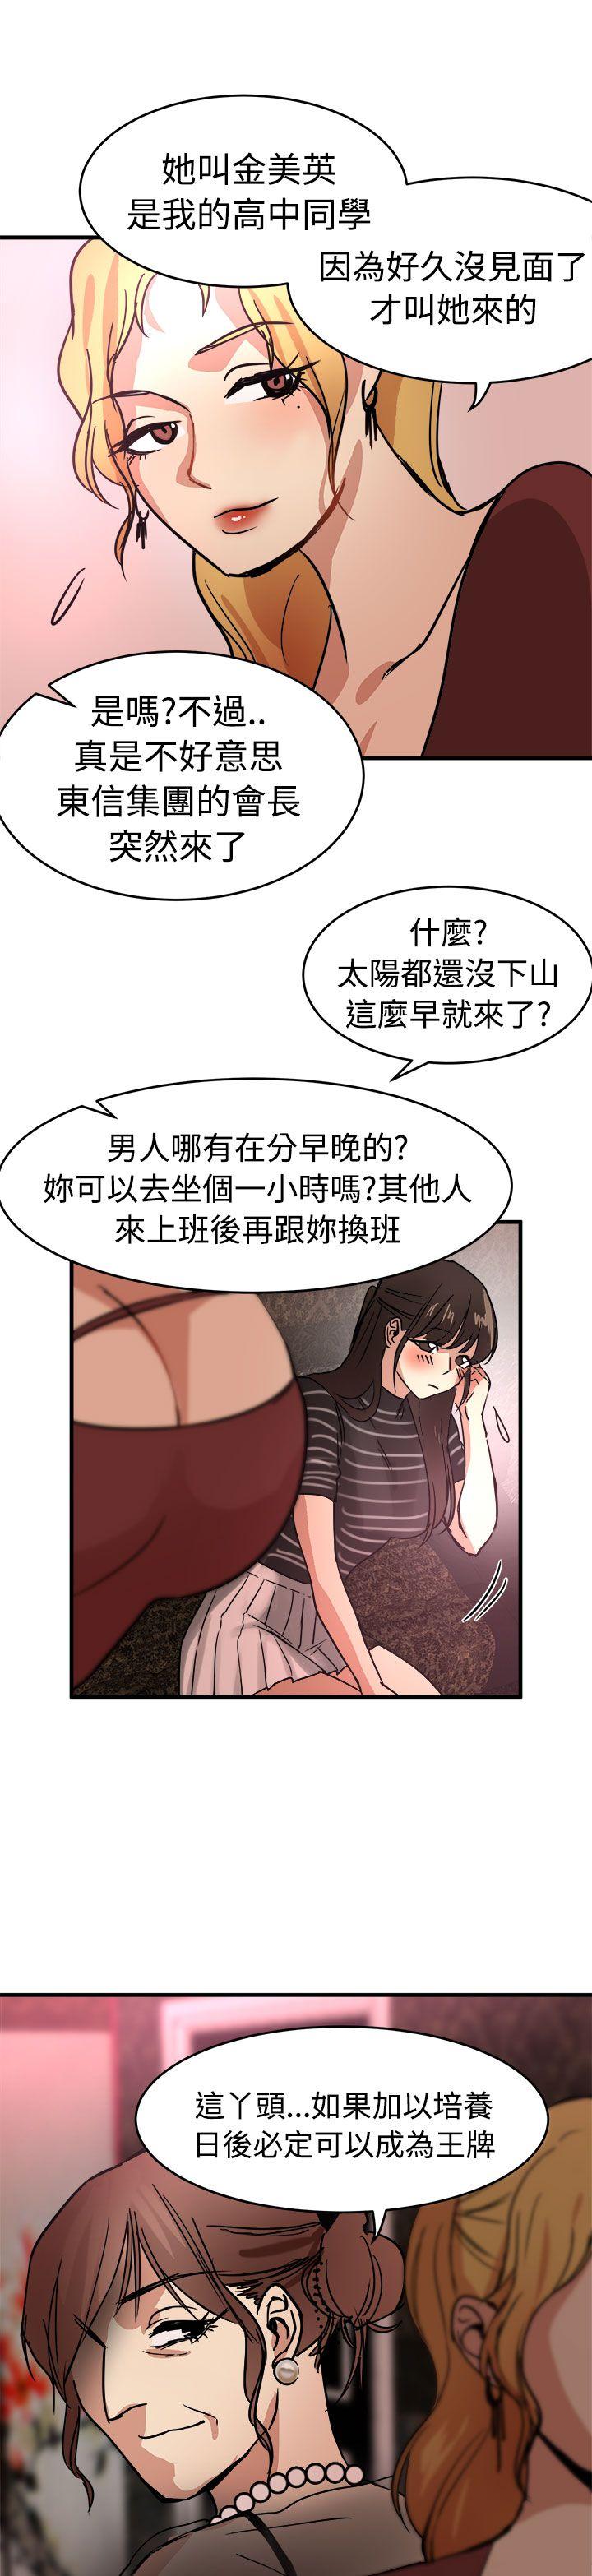 她叫金美英
是我的高中同學
因為好久沒見面了
才叫她來的
是嗎?不過..
真是不好意思
東信集團的會長
突然來了
什麼?
太陽都還沒下山
這麼早就來了?
男人哪有在分早晚的?
妳可以去坐個一小時嗎?其他人
來上班後再跟妳換班
這丫頭...如果加以培養
日後必定可以成為王牌